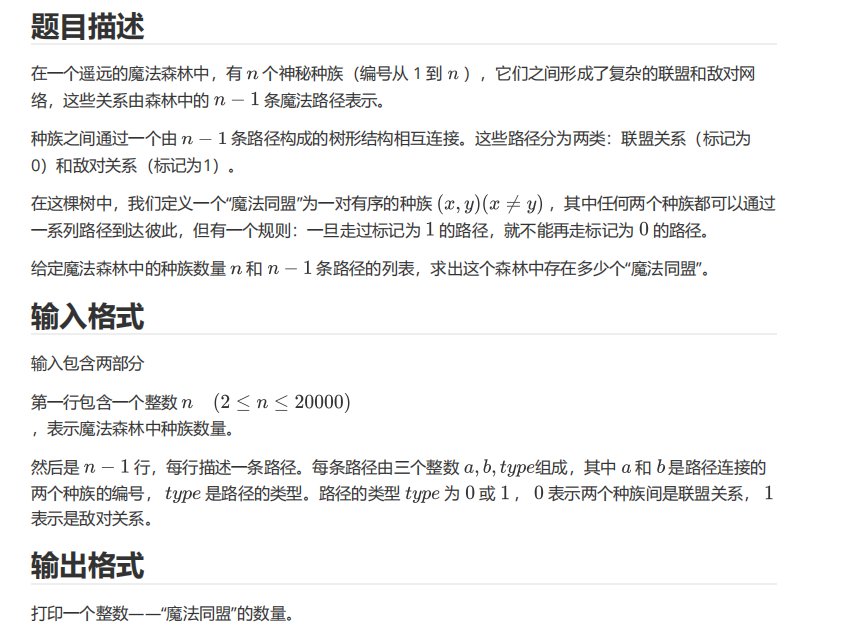 题目描述
在一个遥远的魔法森林中，有 n 个神秘种族（编号从 1 到 n ），它们之间形成了复杂的联盟和敌对网
络，这些关系由森林中的 n − 1 条魔法路径表示。
种族之间通过一个由 n − 1 条路径构成的树形结构相互连接。这些路径分为两类：联盟关系（标记为
0）和敌对关系（标记为1）。
在这棵树中，我们定义一个“魔法同盟”为一对有序的种族 (x, y)(x ≠ y) ，其中任何两个种族都可以通过
一系列路径到达彼此，但有一个规则：一旦走过标记为 1 的路径，就不能再走标记为 0 的路径。
给定魔法森林中的种族数量 n 和 n − 1 条路径的列表，求出这个森林中存在多少个“魔法同盟”。
输入格式
输入包含两部分
第一行包含一个整数 n (2 ≤ n ≤ 20000)
，表示魔法森林中种族数量。
然后是 n − 1 行，每行描述一条路径。每条路径由三个整数 a, b, type组成，其中 a 和 b 是路径连接的
两个种族的编号， type 是路径的类型。路径的类型 type 为 0 或 1 ， 0 表示两个种族间是联盟关系， 1
表示是敌对关系。
输出格式
打印一个整数——“魔法同盟”的数量。